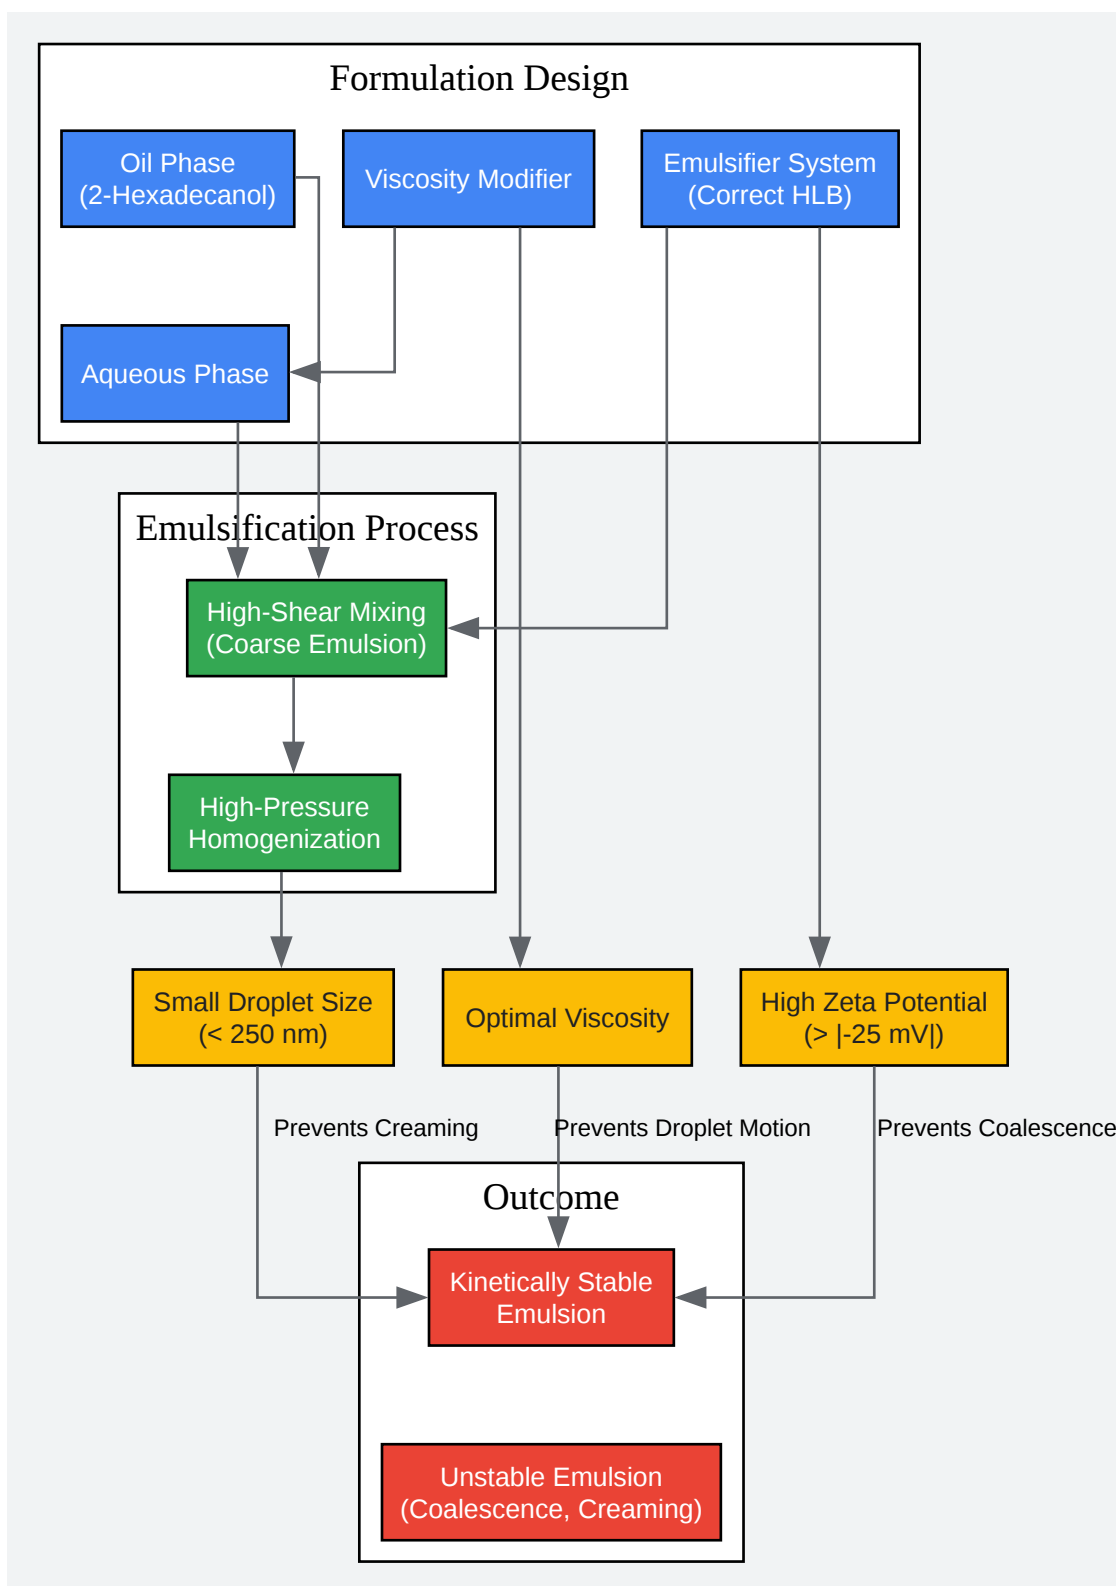 Formulation Design
Oil Phase
(2-Hexadecanol)
Viscosity Modifier
Emulsifier System
(Correct HLB)
Aqueous Phase
Emulsification Process
High-Shear Mixing
(Coarse Emulsion)
High-Pressure
Homogenization
Small Droplet Size
(< 250 nm)
Optimal Viscosity
High Zeta Potential
(> |-25 mV|)
Prevents Creaming
Prevents Droplet Motion
Prevents Coalescence
Outcome
Kinetically Stable
Emulsion
Unstable Emulsion
(Coalescence, Creaming)